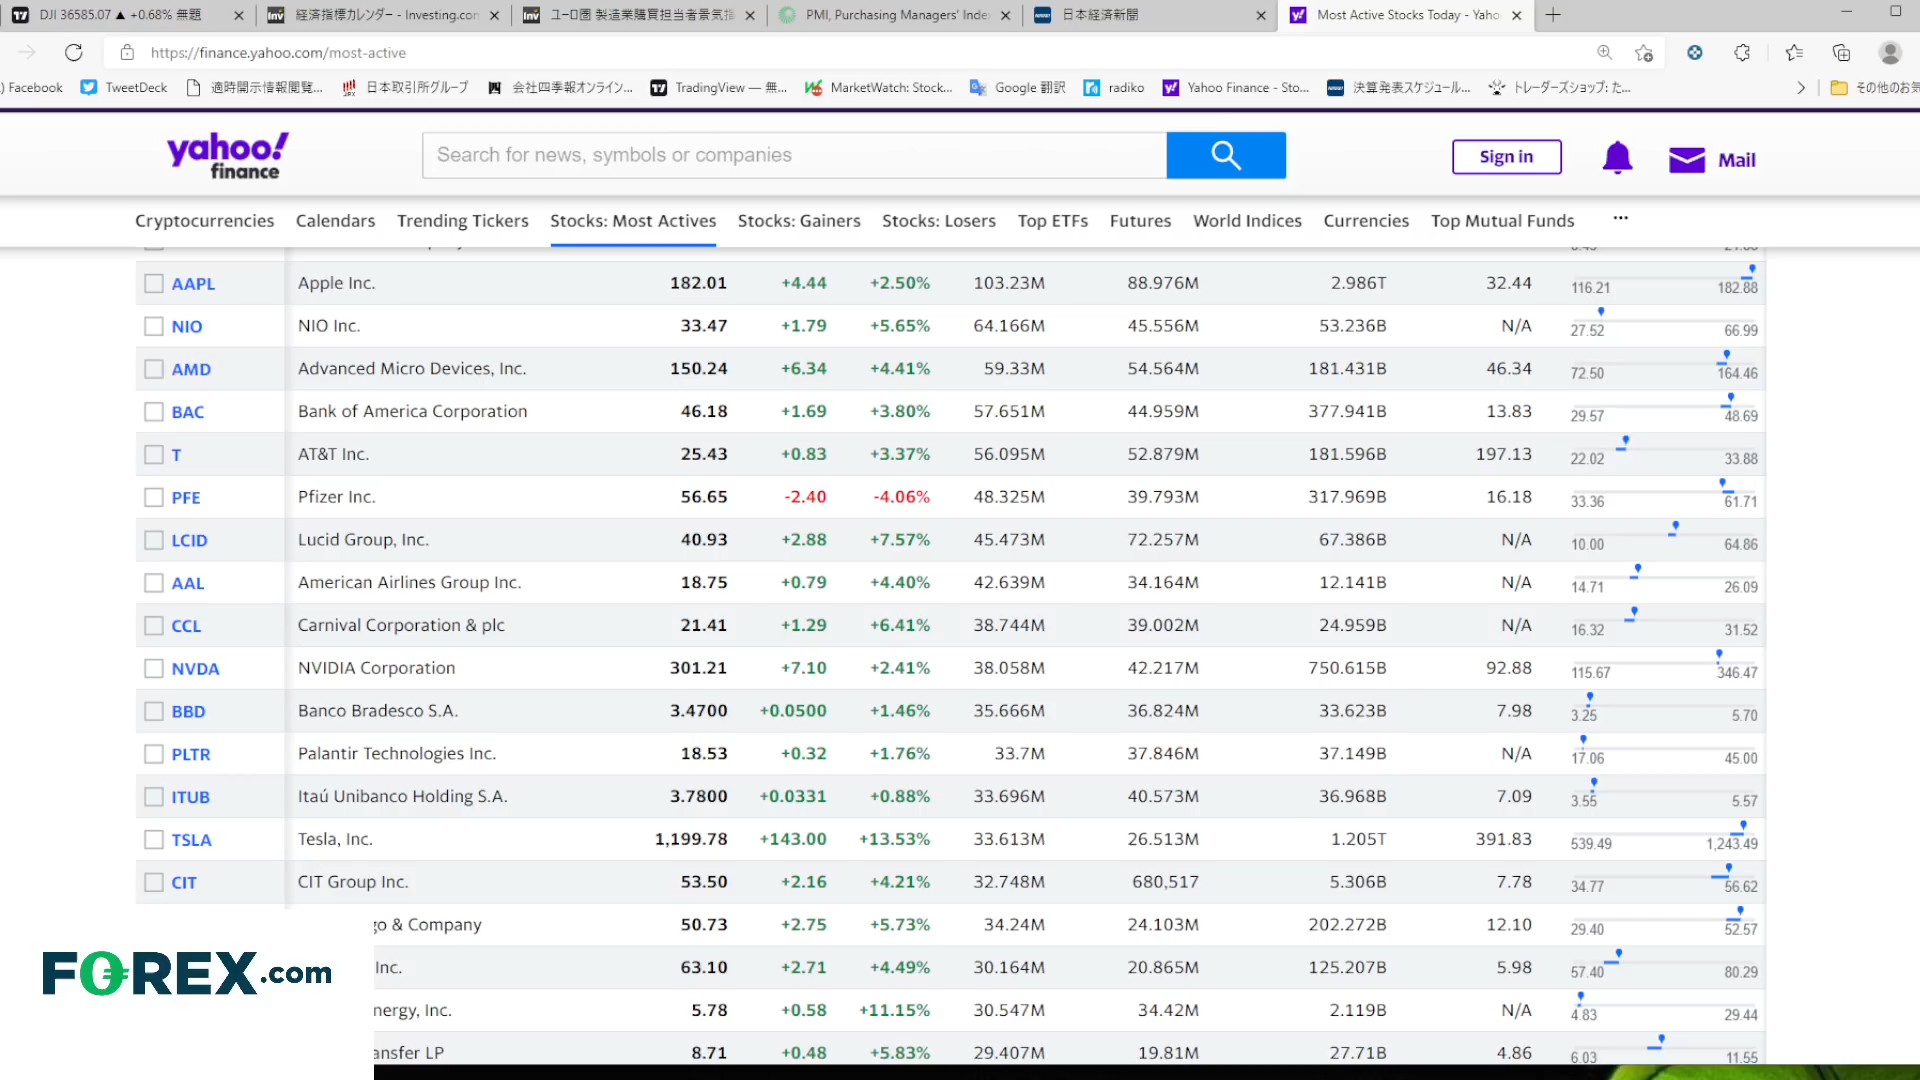 DJI 36585.07 ▲ +0.68% 無題
経済指標カレンダー - Investing.com
ユーロ圏 製造業購買担当者景気指
PMI, Purchasing Managers' Inde
日本経済新聞
Most Active Stocks Today - Yaho
https://finance.yahoo.com/most-active
) Facebook
TweetDeck
適時開示情報閲覧...
日本取引所グループ
会社四季報オンライン...
TradingView — 無...
MarketWatch: Stock...
Google 翻訳
radiko
Yahoo Finance - Sto...
決算発表スケジュール...
トレーダーズショップ: た...
その他のお気
yahoo!
finance
Search for news, symbols or companies
Sign in
Mail
Cryptocurrencies Calendars Trending Tickers Stocks: Most Actives Stocks: Gainers Stocks: Losers Top ETFs Futures World Indices Currencies Top Mutual Funds ...
AAPL Apple Inc. 182.01 +4.44 +2.50% 103.23M 88.976M 2.986T 32.44 116.21 182.88
NIO NIO Inc. 33.47 +1.79 +5.65% 64.166M 45.556M 53.236B N/A 27.52 66.99
AMD Advanced Micro Devices, Inc. 150.24 +6.34 +4.41% 59.33M 54.564M 181.431B 46.34 72.50 164.46
BAC Bank of America Corporation 46.18 +1.69 +3.80% 57.651M 44.959M 377.941B 13.83 29.57 48.69
T AT&T Inc. 25.43 +0.83 +3.37% 56.095M 52.879M 181.596B 197.13 22.02 33.88
PFE Pfizer Inc. 56.65 -2.40 -4.06% 48.325M 39.793M 317.969B 16.18 33.36 61.71
LCID Lucid Group, Inc. 40.93 +2.88 +7.57% 45.473M 72.257M 67.386B N/A 10.00 64.86
AAL American Airlines Group Inc. 18.75 +0.79 +4.40% 42.639M 34.164M 12.141B N/A 14.71 26.09
CCL Carnival Corporation & plc 21.41 +1.29 +6.41% 38.744M 39.002M 24.959B N/A 16.32 31.52
NVDA NVIDIA Corporation 301.21 +7.10 +2.41% 38.058M 42.217M 750.615B 92.88 115.67 346.47
BBD Banco Bradesco S.A. 3.4700 +0.0500 +1.46% 35.666M 36.824M 33.623B 7.98 3.25 5.70
PLTR Palantir Technologies Inc. 18.53 +0.32 +1.76% 33.7M 37.846M 37.149B N/A 17.06 45.00
ITUB Itaú Unibanco Holding S.A. 3.7800 +0.0331 +0.88% 33.696M 40.573M 36.968B 7.09 3.55 5.57
TSLA Tesla, Inc. 1,199.78 +143.00 +13.53% 33.613M 26.513M 1.205T 391.83 539.49 1,243.49
CIT CIT Group Inc. 53.50 +2.16 +4.21% 32.748M 680,517 5.306B 7.78 34.77 56.62
go & Company 50.73 +2.75 +5.73% 34.24M 24.103M 202.272B 12.10 29.40 52.57
Inc. 63.10 +2.71 +4.49% 30.164M 20.865M 125.207B 5.98 57.40 80.29
nergy, Inc. 5.78 +0.58 +11.15% 30.547M 34.42M 2.119B N/A 4.83 29.44
ansfer LP 8.71 +0.48 +5.83% 29.407M 19.81M 27.71B 4.86 6.03 11.55
FOREX.com